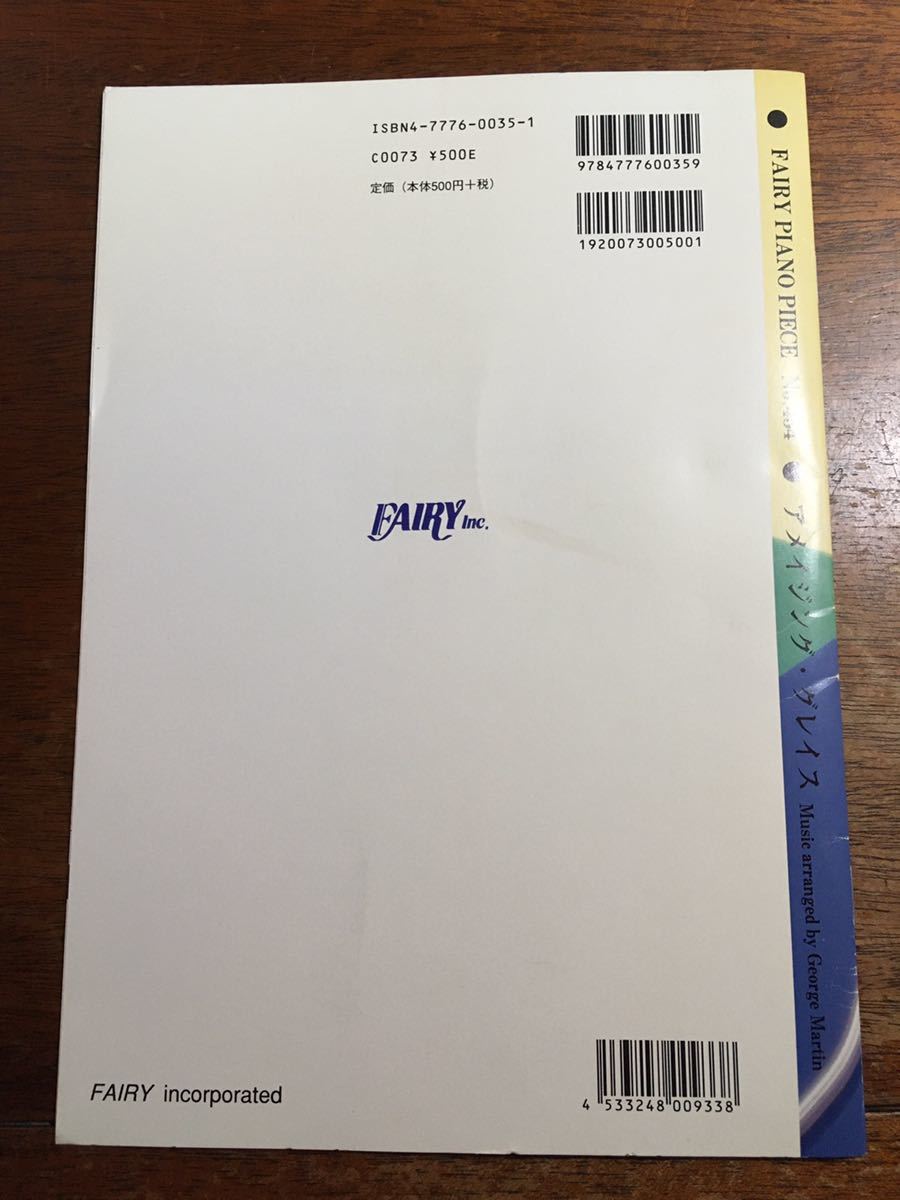 ISBN4-7776-0035-1
C0073 ¥500E
定価（本体500円＋税）
9784777600359
1920073005001
FAIRY Inc.
FAIRY incorporated
4 533248 009338
● FAIRY PIANO PIECE ● アメイジング・グレイス Music arranged by George Martin